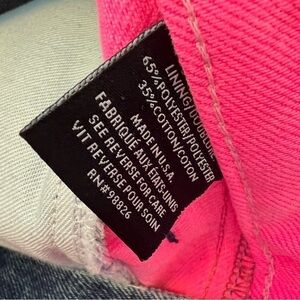 LINING/DOUBLURE
65%POLYESTER/POLYESTER
35%COTTON/COTON
MADE IN U.S.A.
FABRIQUE AUX ÉTATS-UNIS
SEE REVERSE FOR CARE
VIT REVERSE POUR SOIN
RN#98826